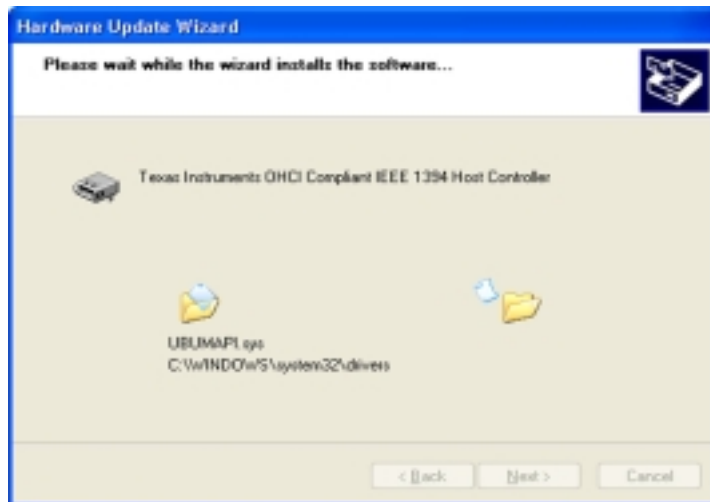 Hardware Update Wizard
Please wait while the wizard installs the software...
Texas Instruments OHCI Compliant IEEE 1394 Host Controller
UBUMAPI.sys
C:\WINDOWS\system32\drivers
< Back
Next >
Cancel